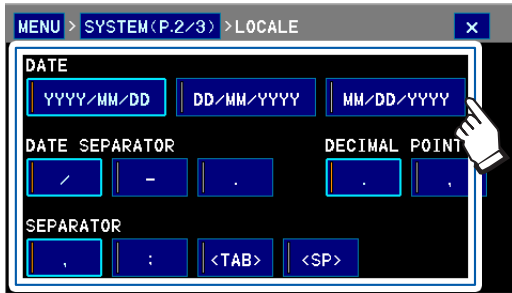 MENU > SYSTEM(P.2/3) > LOCALE ×
DATE
YYYY/MM/DD DD/MM/YYYY MM/DD/YYYY
DATE SEPARATOR DECIMAL POINT
/ - . . ,
SEPARATOR
, : <TAB> <SP>